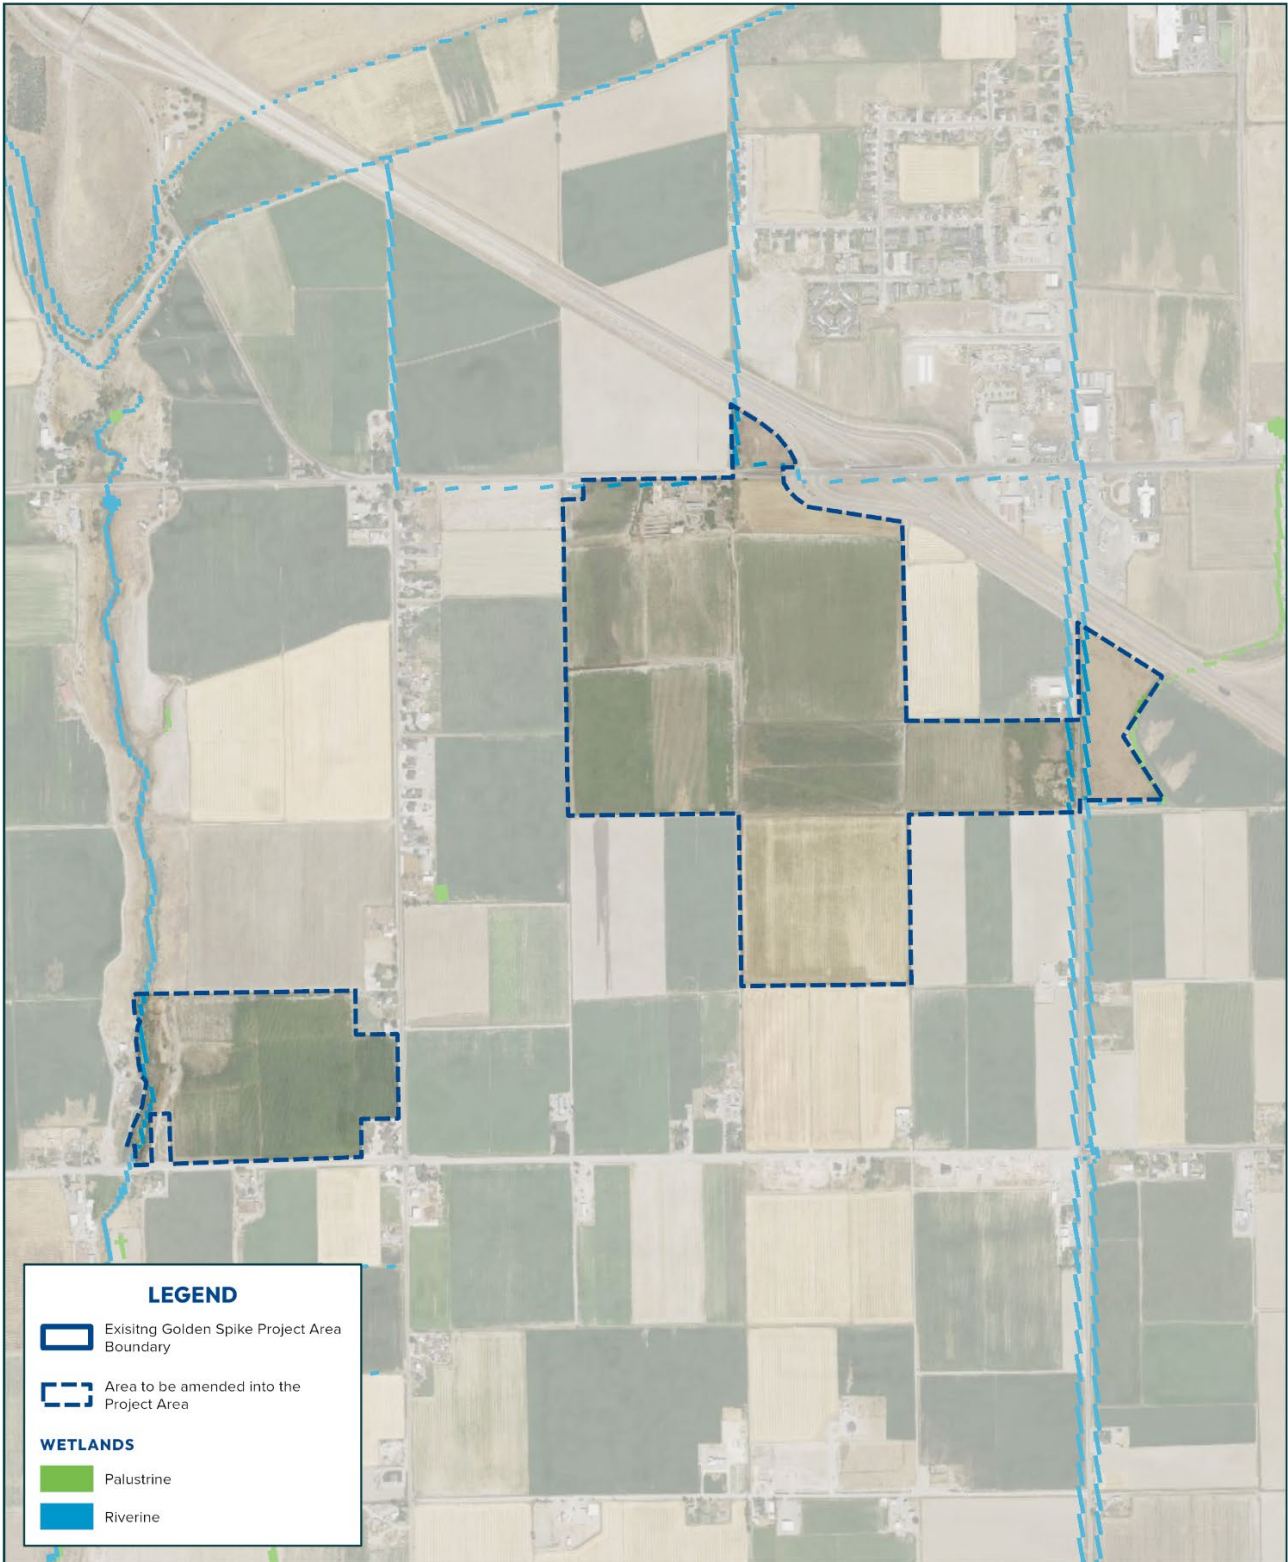 LEGEND
Exisitng Golden Spike Project Area
Boundary
Area to be amended into the
Project Area
WETLANDS
Palustrine
Riverine